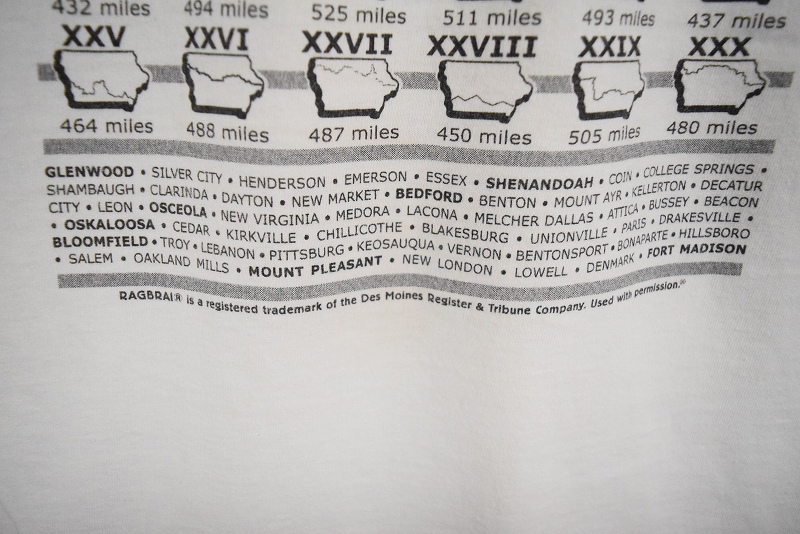 432 miles 494 miles 525 miles 511 miles 493 miles 437 miles
XXV XXVI XXVII XXVIII XXIX XXX
464 miles 488 miles 487 miles 450 miles 505 miles 480 miles
GLENWOOD • SILVER CITY • HENDERSON • EMERSON • ESSEX • SHENANDOAH • COIN • COLLEGE SPRINGS •
SHAMBAUGH • CLARINDA • DAYTON • NEW MARKET • BEDFORD • BENTON • MOUNT AYR • KELLERTON • DECATUR
CITY • LEON • OSCEOLA • NEW VIRGINIA • MEDORA • LACONA • MELCHER DALLAS • ATTICA • BUSSEY • BEACON
• OSKALOOSA • CEDAR • KIRKVILLE • CHILLICOTHE • BLAKESBURG • UNIONVILLE • PARIS • DRAKESVILLE •
BLOOMFIELD • TROY • LEBANON • PITTSBURG • KEOSAUQUA • VERNON • BENTONSPORT • BONAPARTE • HILLSBORO
• SALEM • OAKLAND MILLS • MOUNT PLEASANT • NEW LONDON • LOWELL • DENMARK • FORT MADISON
RAGBRAI® is a registered trademark of the Des Moines Register & Tribune Company. Used with permission.®